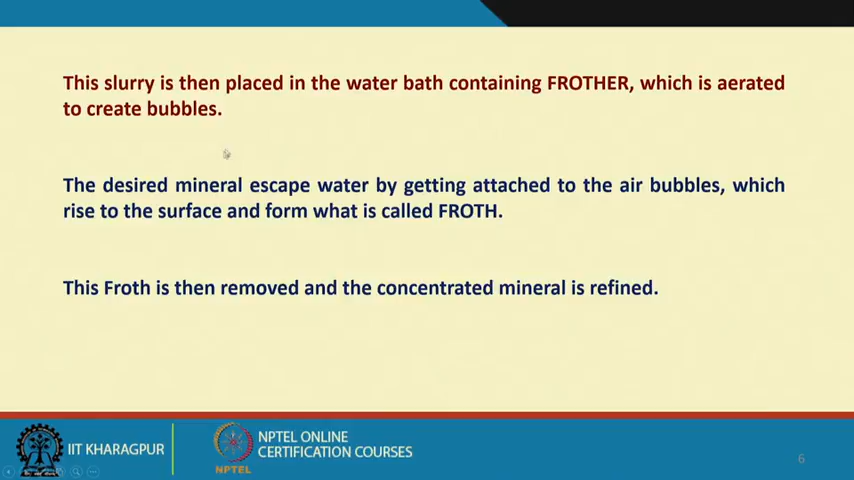 This slurry is then placed in the water bath containing FROTHER, which is aerated
to create bubbles.
The desired mineral escape water by getting attached to the air bubbles, which
rise to the surface and form what is called FROTH.
This Froth is then removed and the concentrated mineral is refined.
IIT KHARAGPUR
NPTEL
NPTEL ONLINE
CERTIFICATION COURSES
6